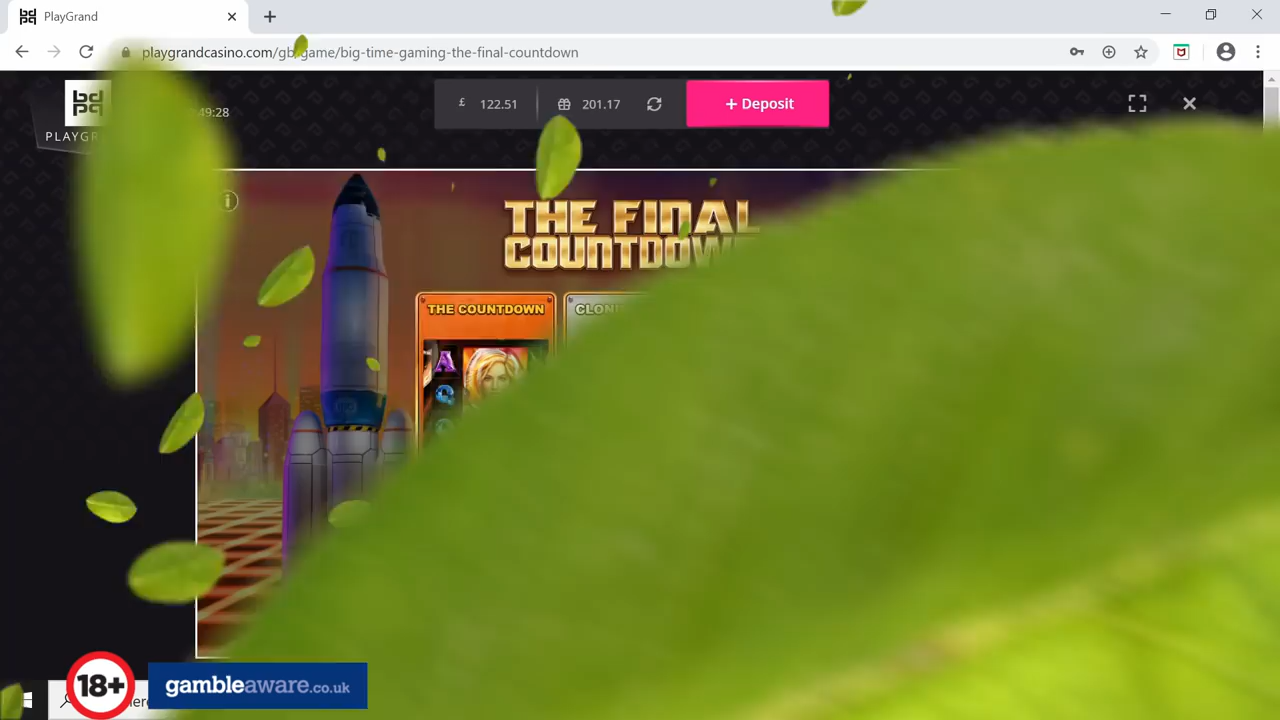 PlayGrand
playgrandcasino.com/gb/game/big-time-gaming-the-final-countdown
bdpq
49:28
£ 122.51
201.17
+ Deposit
THE FINAL
THE COUNTDOWN
18+
gambleaware.co.uk